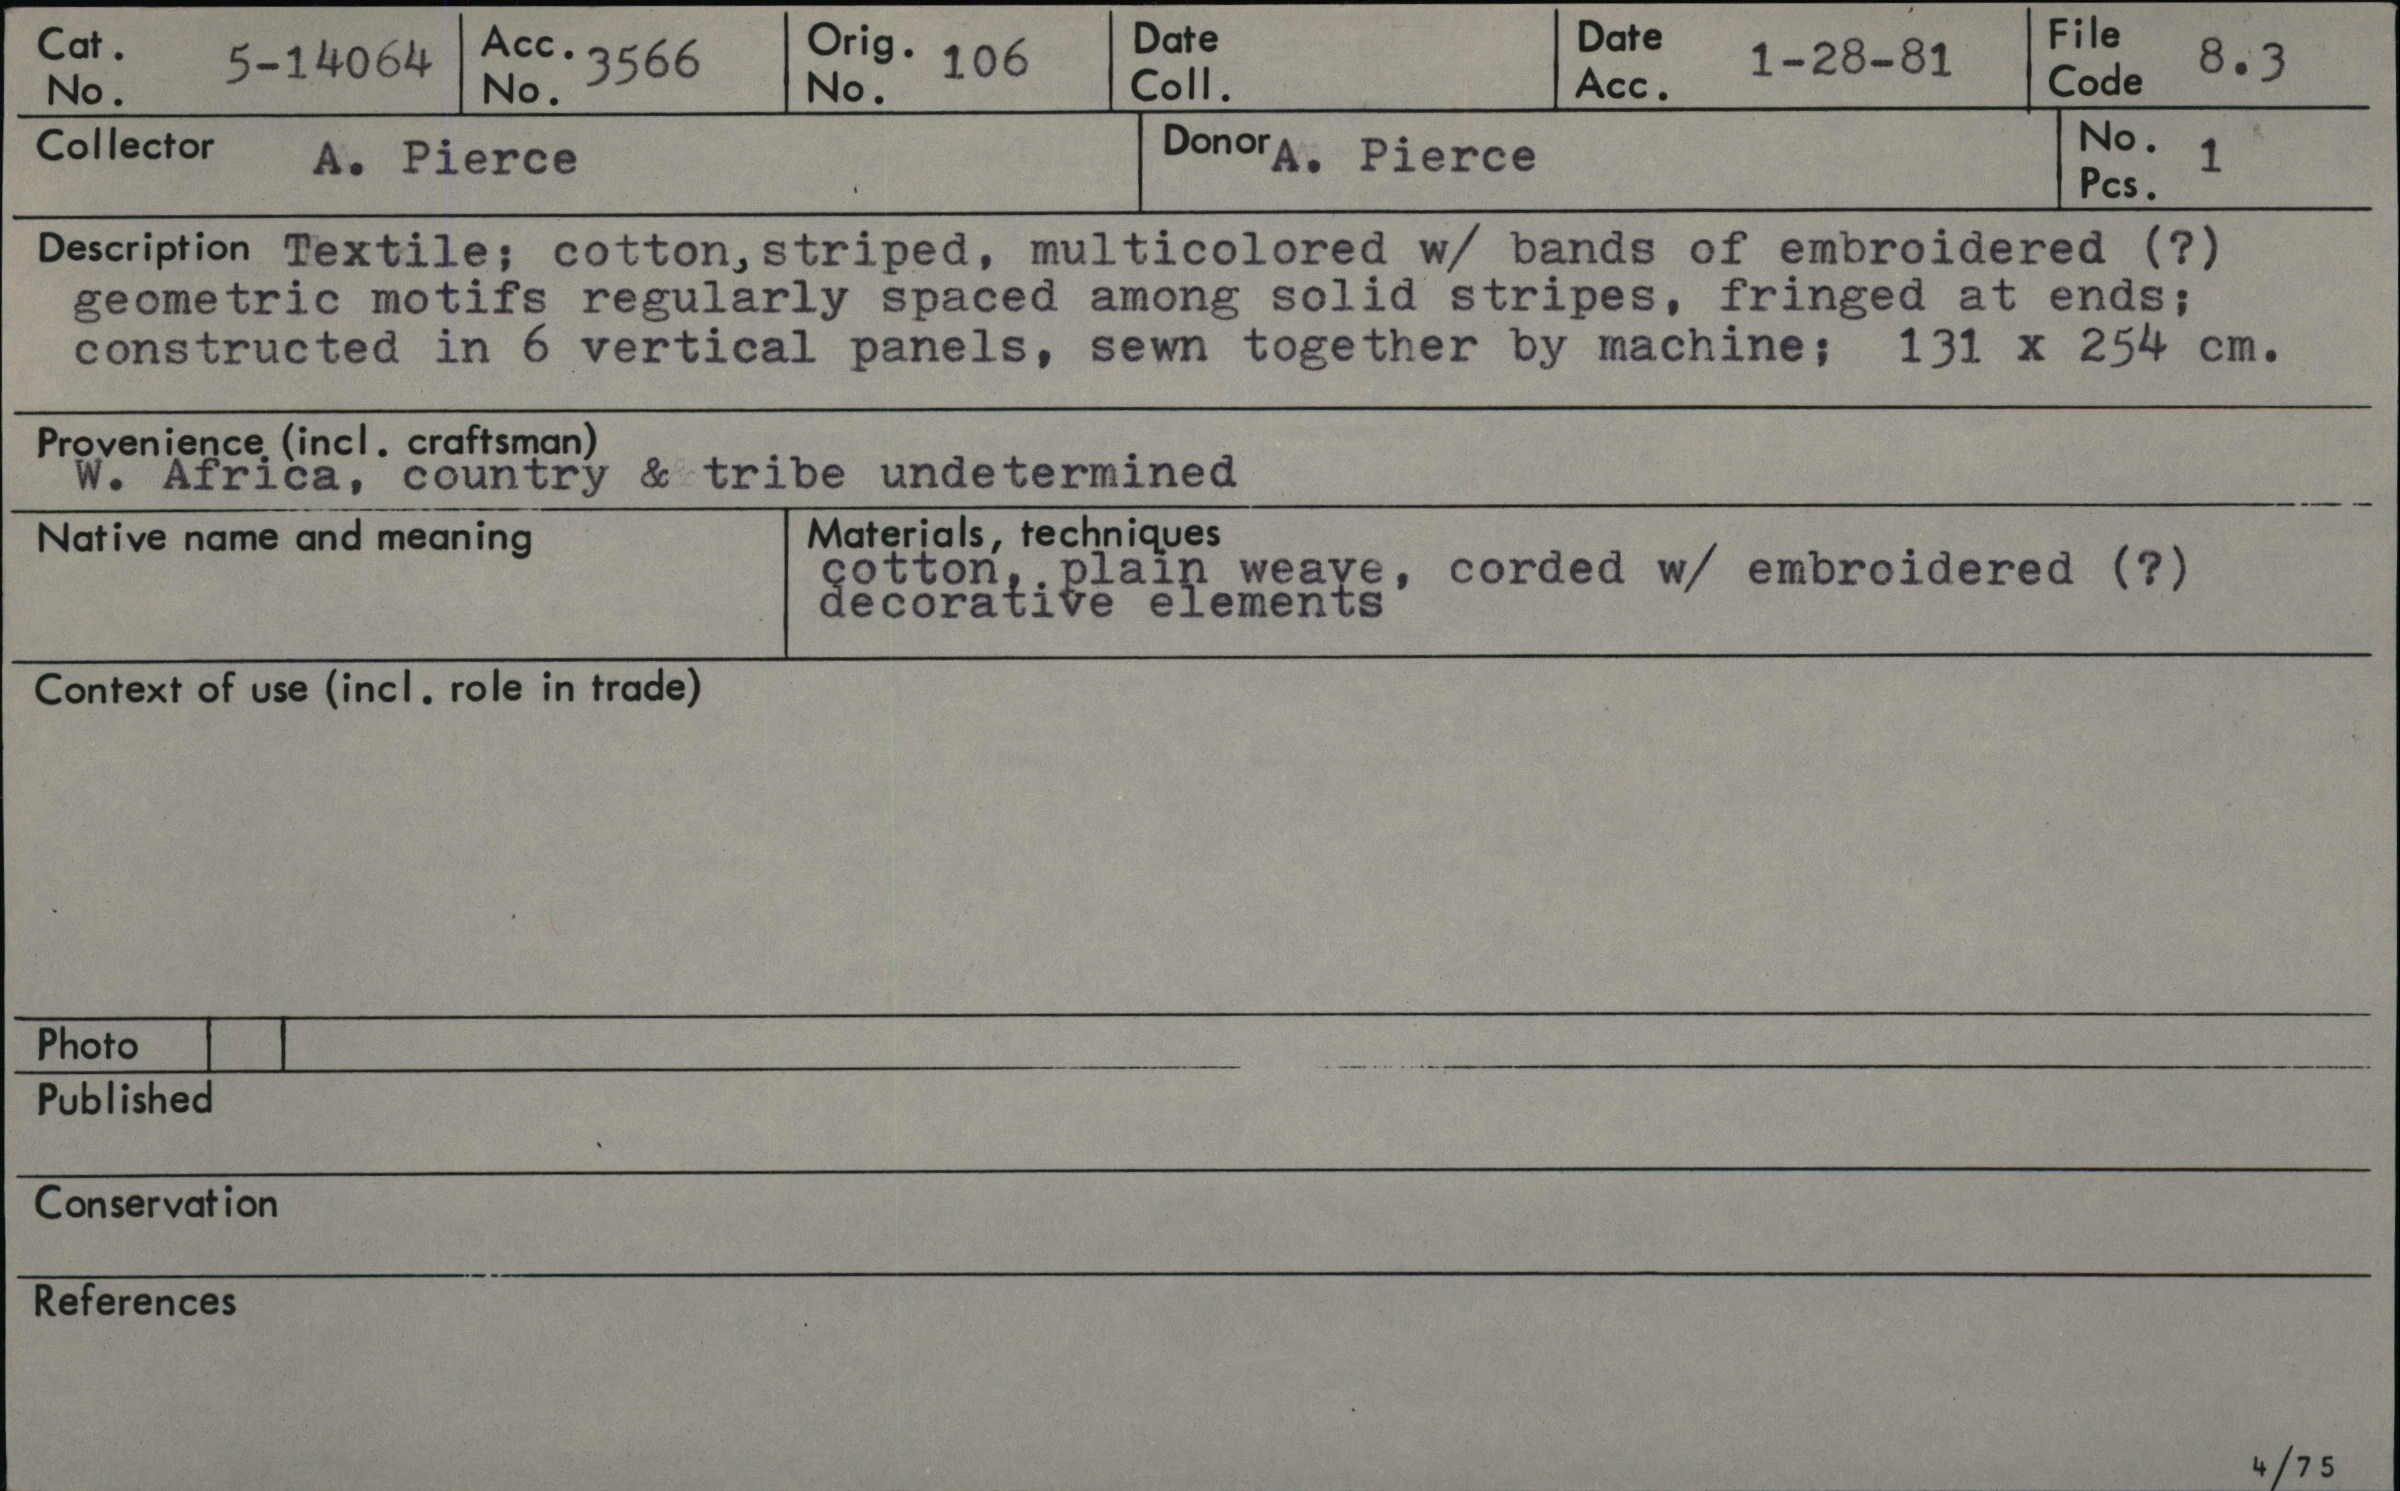 Cat. No. 5-14064 Acc. No. 3566 Orig. No. 106 Date Coll. Date Acc. 1-28-81 File Code 8.3
Collector A. Pierce Donor A. Pierce No. Pcs. 1
Description Textile; cotton, striped, multicolored w/ bands of embroidered (?)
geometric motifs regularly spaced among solid stripes, fringed at ends;
constructed in 6 vertical panels, sewn together by machine; 131 x 254 cm.
Provenience (incl. craftsman)
W. Africa, country & tribe undetermined
Native name and meaning
Materials, techniques
cotton, plain weave, corded w/ embroidered (?)
decorative elements
Context of use (incl. role in trade)
Photo
Published
Conservation
References
4/75